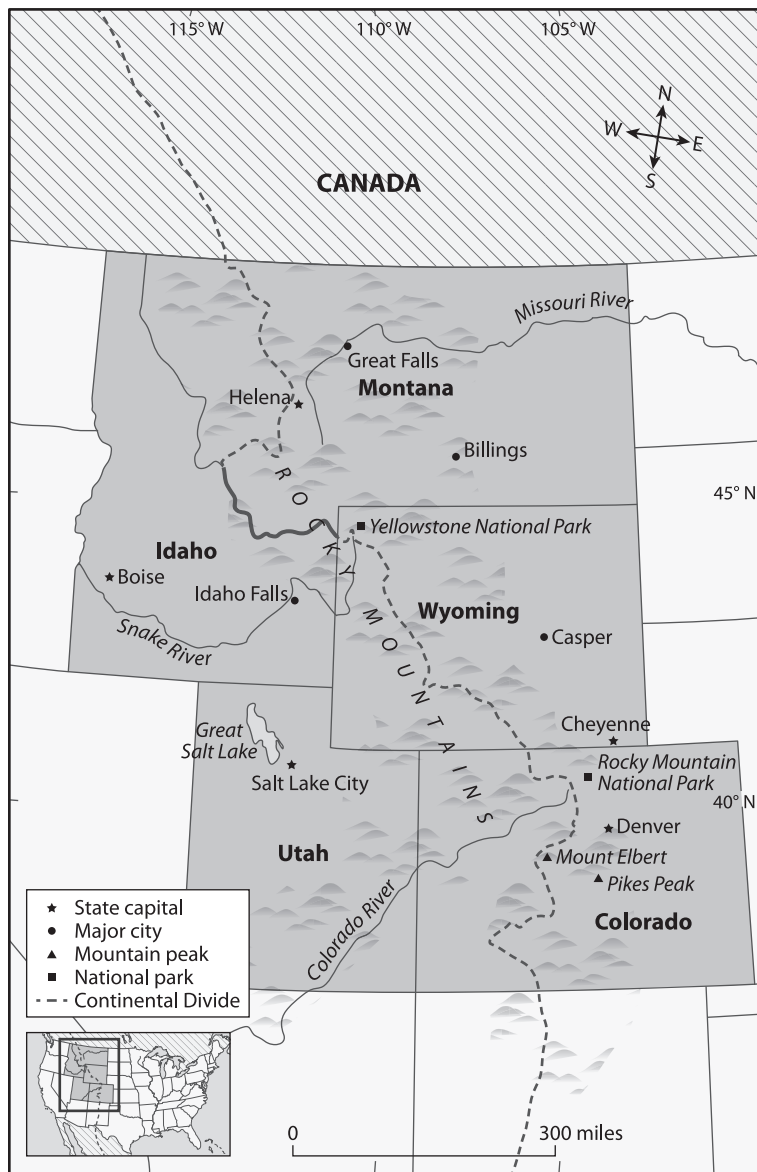 115° W
110° W
105° W
N
W
E
S
CANADA
Missouri River
Great Falls
Helena
Montana
Billings
45° N
Yellowstone National Park
Idaho
Boise
Idaho Falls
Wyoming
Snake River
Casper
ROCKY MOUNTAINS
Great
Salt Lake
Cheyenne
Salt Lake City
Rocky Mountain
National Park
40° N
Denver
Utah
Mount Elbert
Pikes Peak
Colorado River
Colorado
State capital
Major city
Mountain peak
National park
Continental Divide
0
300 miles